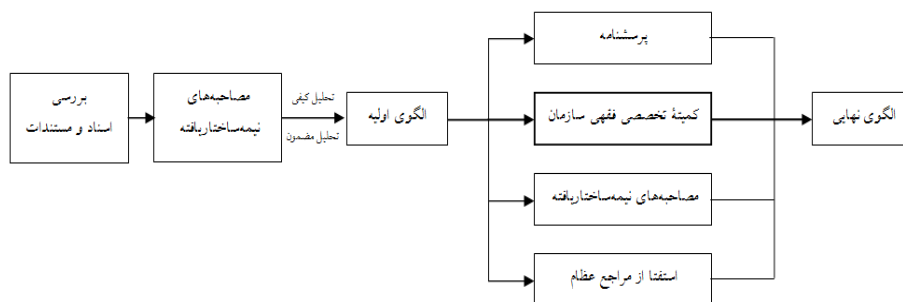 بررسی
اسناد و مستندات
مصاحبه‌های
نیمه‌ساختاریافته
تحلیل کیفی
تحلیل مضمون
الگوی اولیه
پرسشنامه
کمیتهٔ تخصصی فقهی سازمان
مصاحبه‌های نیمه‌ساختاریافته
استفتا از مراجع عظام
الگوی نهایی